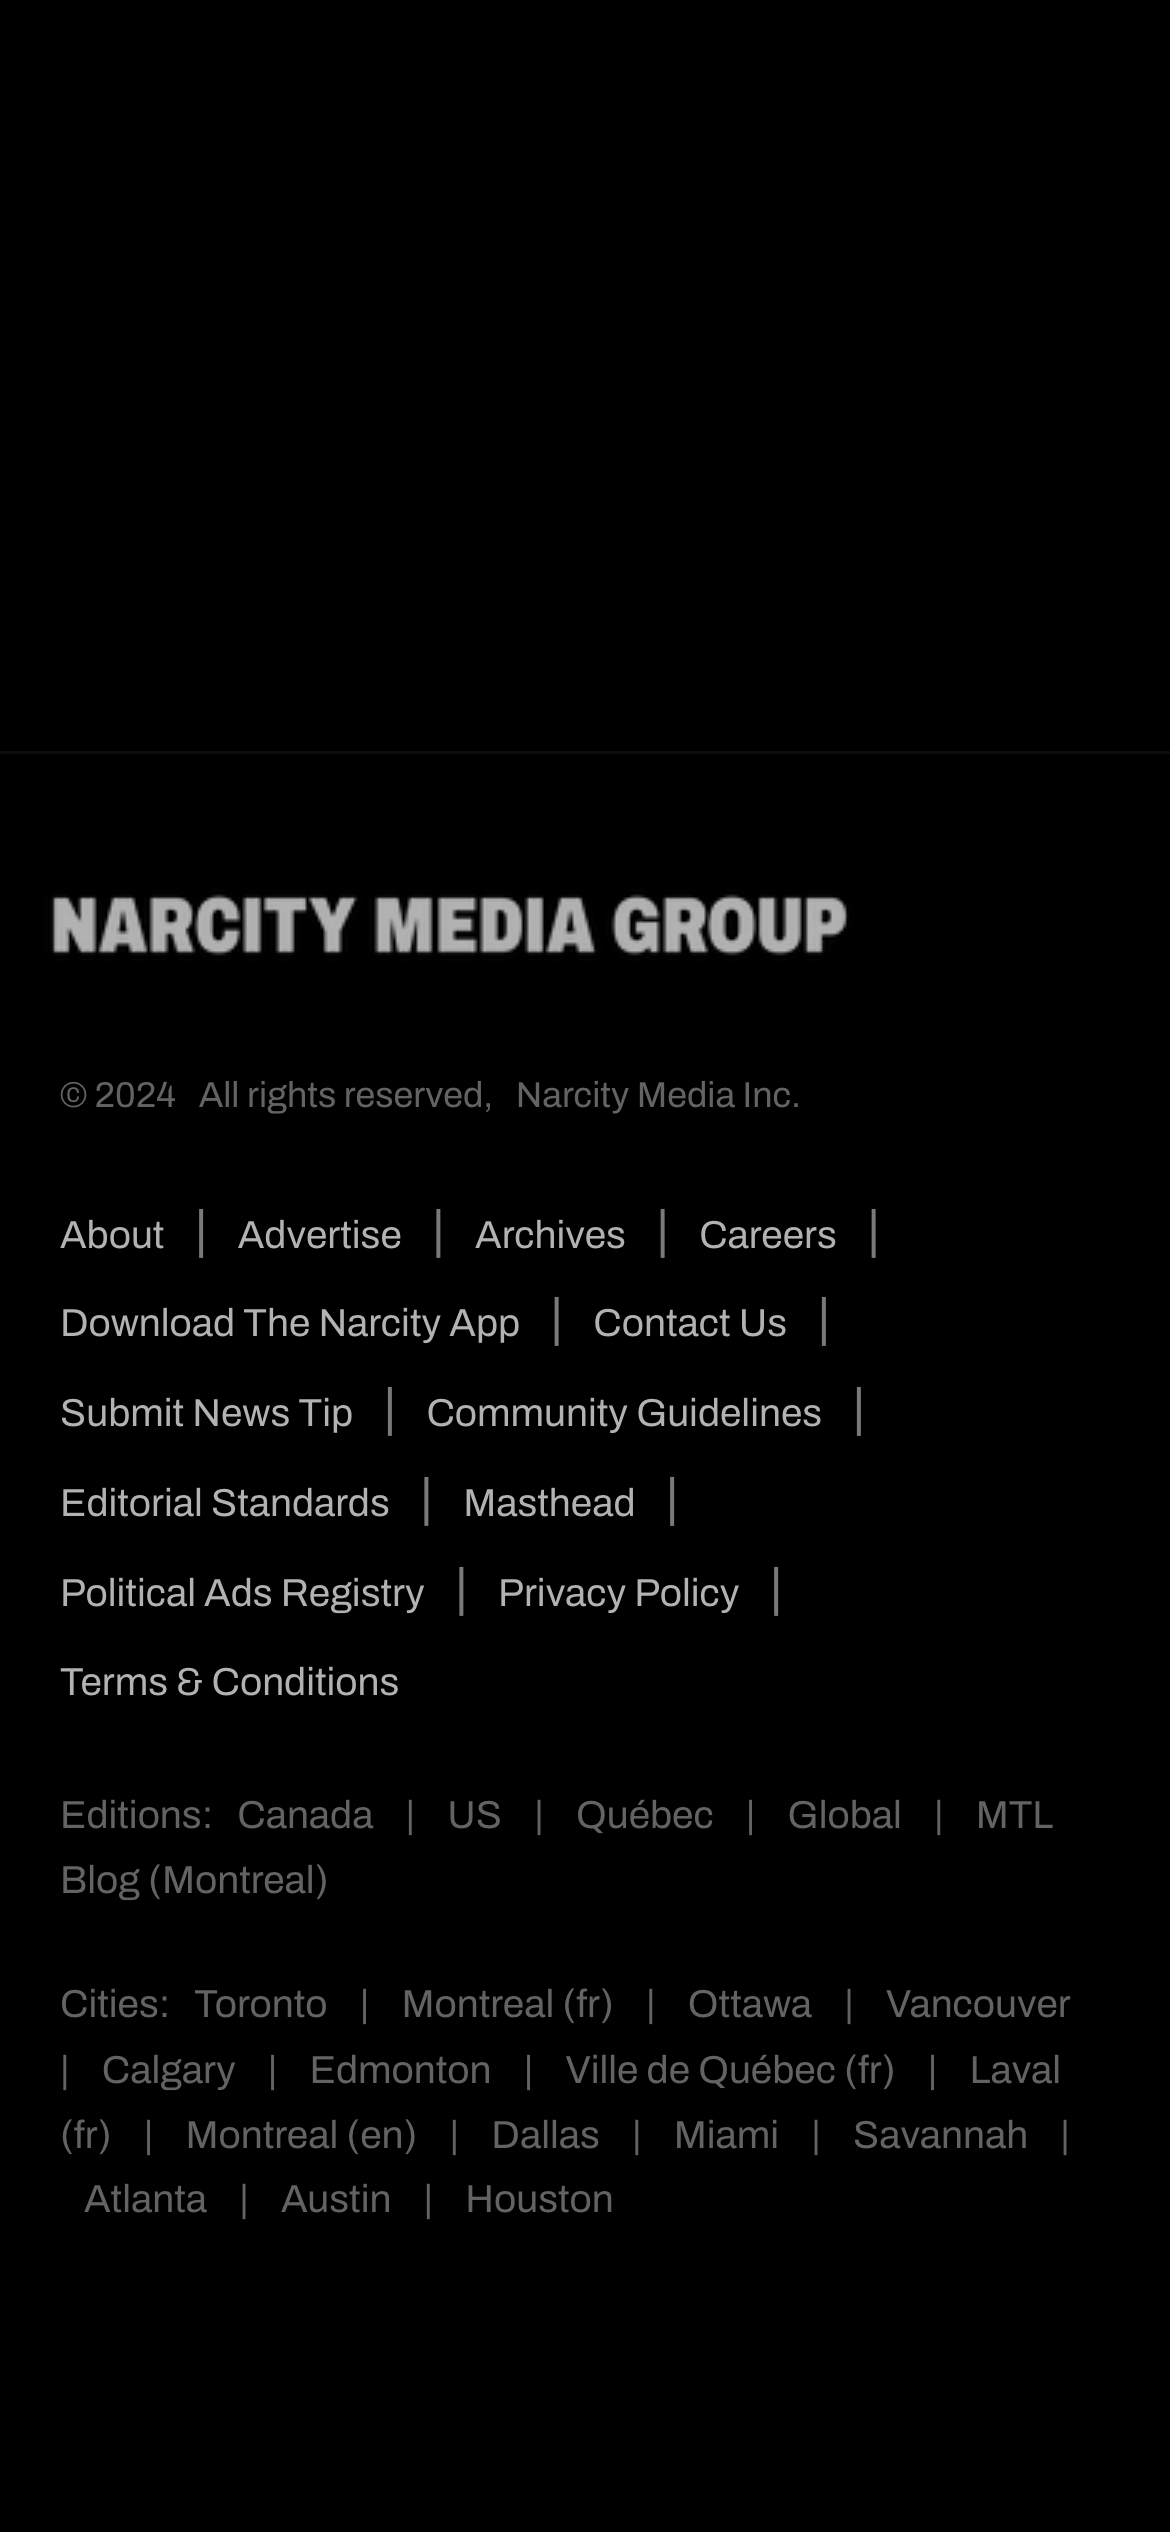 NARCITY MEDIA GROUP
© 2024 All rights reserved, Narcity Media Inc.
About | Advertise | Archives | Careers |
Download The Narcity App | Contact Us |
Submit News Tip | Community Guidelines |
Editorial Standards | Masthead |
Political Ads Registry | Privacy Policy |
Terms & Conditions
Editions: Canada | US | Québec | Global | MTL
Blog (Montreal)
Cities: Toronto | Montreal (fr) | Ottawa | Vancouver
| Calgary | Edmonton | Ville de Québec (fr) | Laval
(fr) | Montreal (en) | Dallas | Miami | Savannah |
Atlanta | Austin | Houston